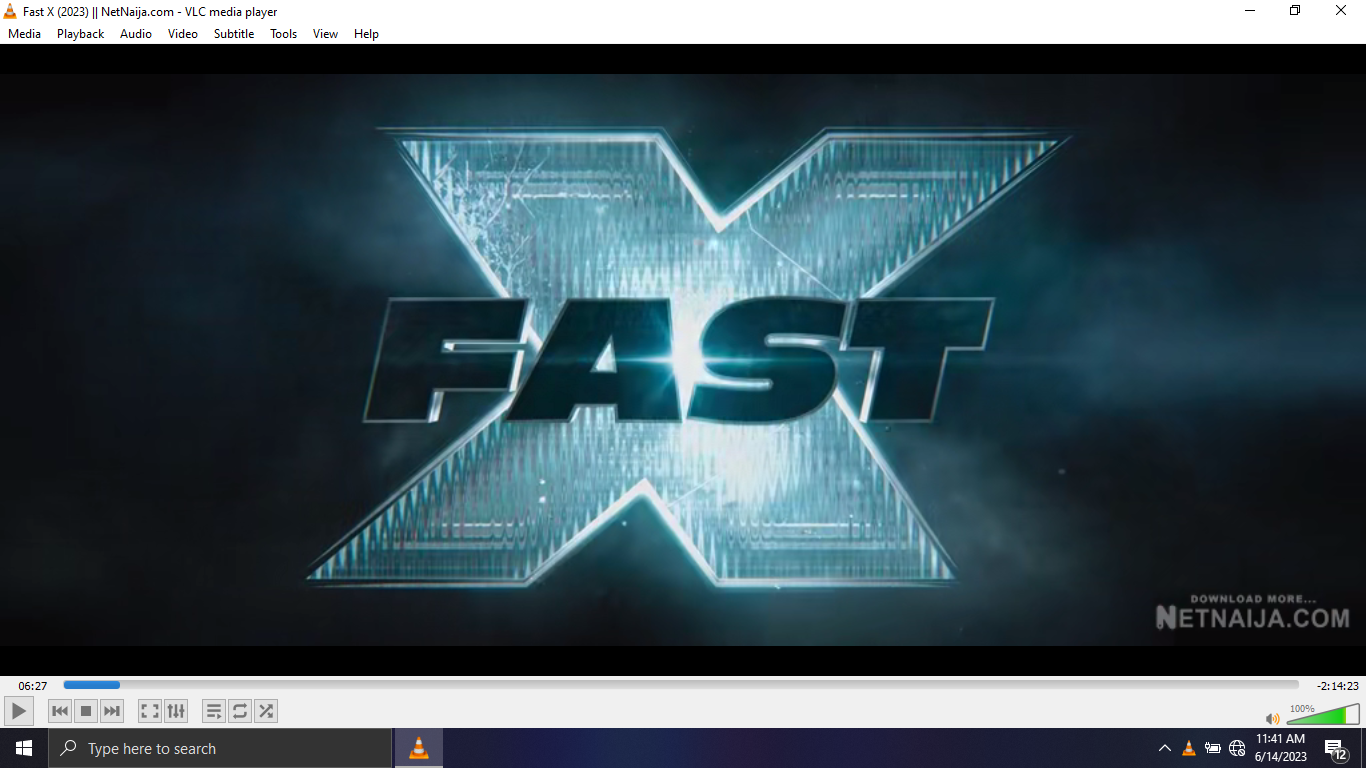 Fast X (2023) || NetNaija.com - VLC media player
Media Playback Audio Video Subtitle Tools View Help
X
FAST
DOWNLOAD MORE...
NETNAIJA.COM
06:27
-2:14:23
100%
Type here to search
11:41 AM
6/14/2023
12